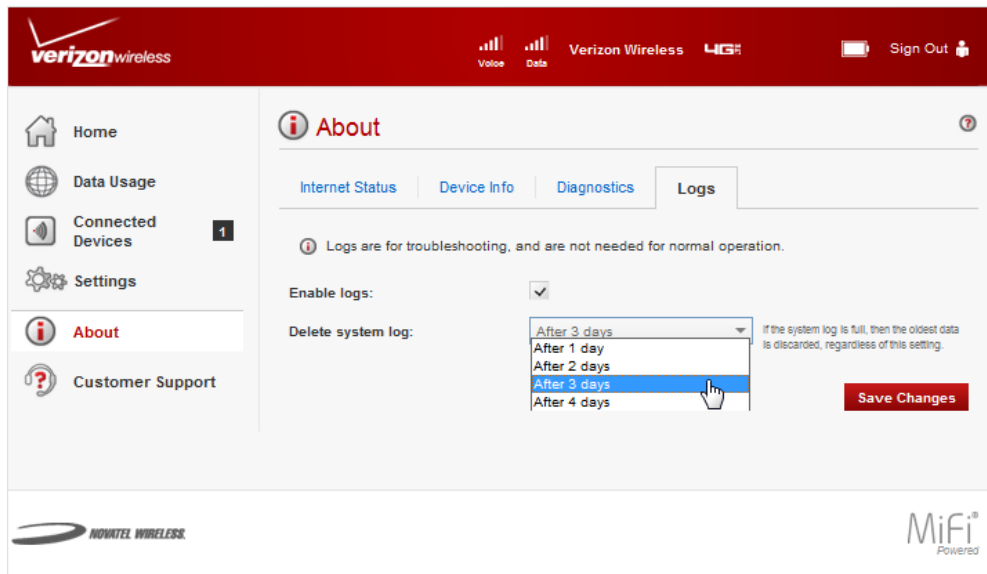 verizonwireless
Voice
Data
Verizon Wireless
4G LTE
Sign Out
Home
Data Usage
Connected
Devices
1
Settings
About
Customer Support
i About
?
Internet Status
Device Info
Diagnostics
Logs
i Logs are for troubleshooting, and are not needed for normal operation.
Enable logs:
Delete system log:
After 3 days
After 1 day
After 2 days
After 3 days
After 4 days
If the system log is full, then the oldest data
is discarded, regardless of this setting.
Save Changes
NOVATEL WIRELESS.
MiFi®
Powered